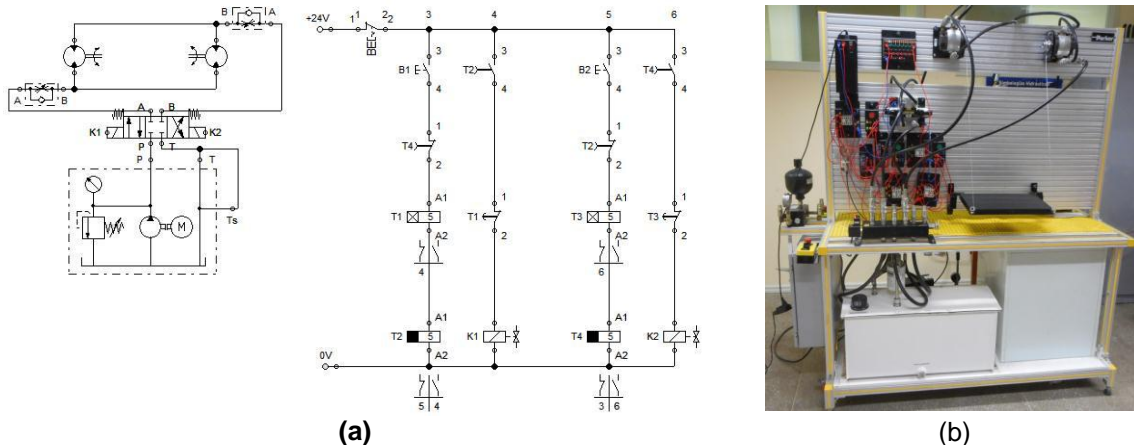 B A
A B
A B
K1 K2
P T
P T
Ts
M
+24V 1 2 2 3 4 5 6
BEL
3 3 3 3
B1 T2 B2 T4
4 4 4 4
1 1
T4 T2
2 2
A1 1 A1 1
T1 5 T1 T3 5 T3
A2 2 A2 2
4 6
A1 A1
T2 5 K1 T4 5 K2
0V A2 A2
5 4 3 6
(a)
Parker
(b)